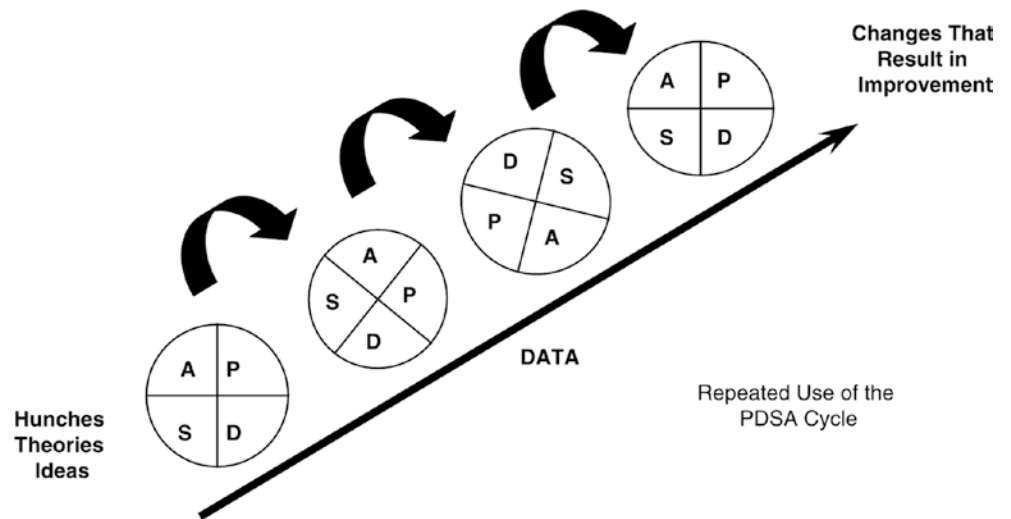 Changes That
Result in
Improvement
A P
S D
D S
P A
A
S P
D
A P
S D
DATA
Repeated Use of the
PDSA Cycle
Hunches
Theories
Ideas